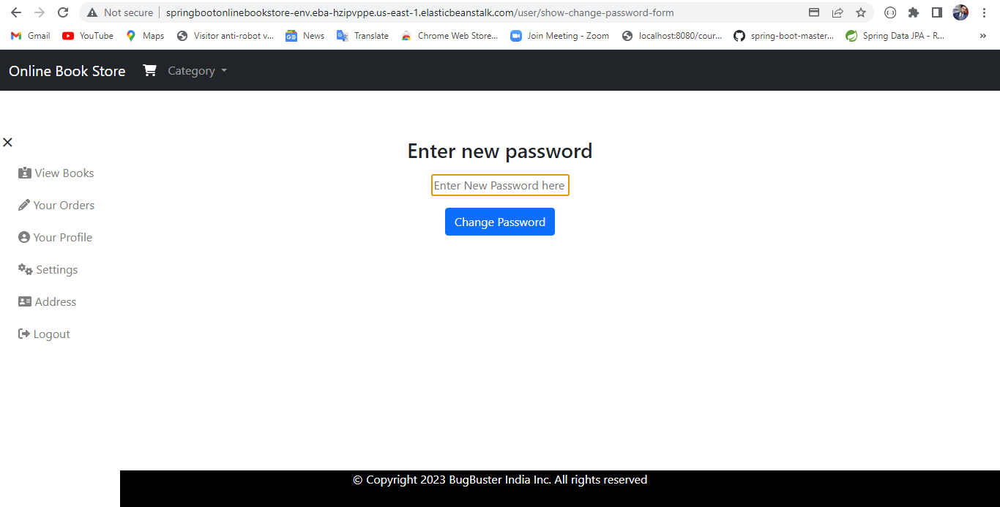 Not secure springbootonlinebookstore-env.eba-hzipvppe.us-east-1.elasticbeanstalk.com/user/show-change-password-form
Gmail YouTube Maps Visitor anti-robot v... News Translate Chrome Web Store... Join Meeting - Zoom localhost:8080/cour... spring-boot-master... Spring Data JPA - R... »
Online Book Store Category
Enter new password
Enter New Password here
Change Password
View Books
Your Orders
Your Profile
Settings
Address
Logout
© Copyright 2023 BugBuster India Inc. All rights reserved